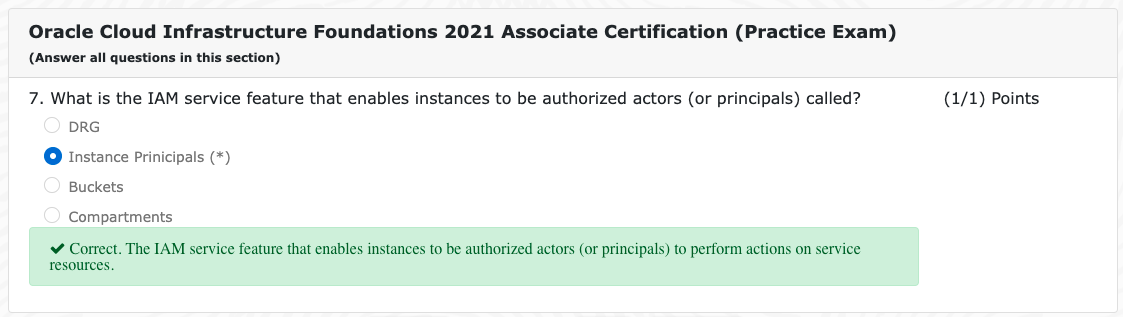 Oracle Cloud Infrastructure Foundations 2021 Associate Certification (Practice Exam)
(Answer all questions in this section)
7. What is the IAM service feature that enables instances to be authorized actors (or principals) called? (1/1) Points
DRG
Instance Prinicipals (*)
Buckets
Compartments
✔ Correct. The IAM service feature that enables instances to be authorized actors (or principals) to perform actions on service
resources.